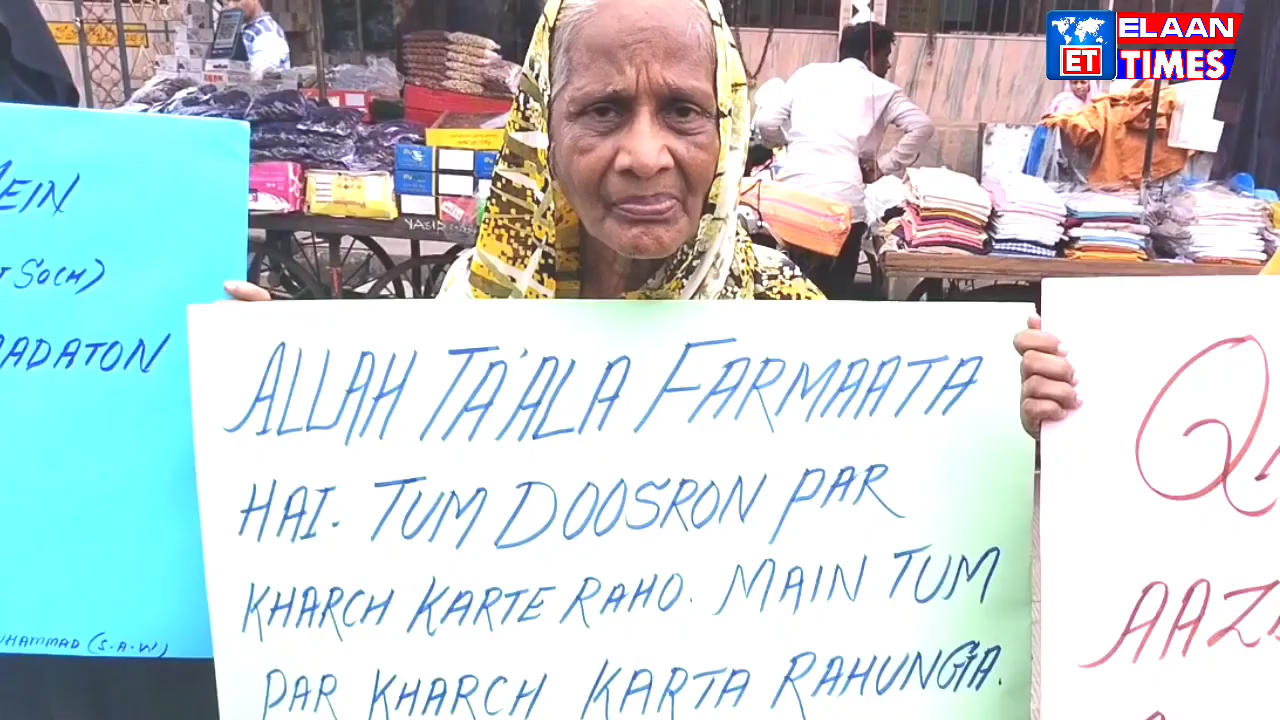 ELAAN
ET
TIMES
EIN
SOCH)
ADATON
UHAMMAD (S.A.W)
ALLAH TA'ALA FARMAATA
HAI. TUM DOOSRON PAR
KHARCH KARTE RAHO. MAIN TUM
PAR KHARCH KARTA RAHUNGA.
AAZ